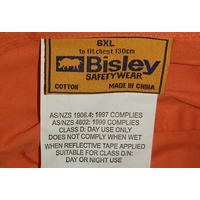 6XL
to fit chest 130cm
Bisley
SAFETYWEAR
COTTON MADE IN CHINA
AS/NZS 1906.4: 1997 COMPLIES
AS/NZS 4602: 1999 COMPLIES
CLASS D: DAY USE ONLY
DOES NOT COMPLY WHEN WET
WHEN REFLECTIVE TAPE APPLIED
SUITABLE FOR CLASS D/N:
DAY OR NIGHT USE